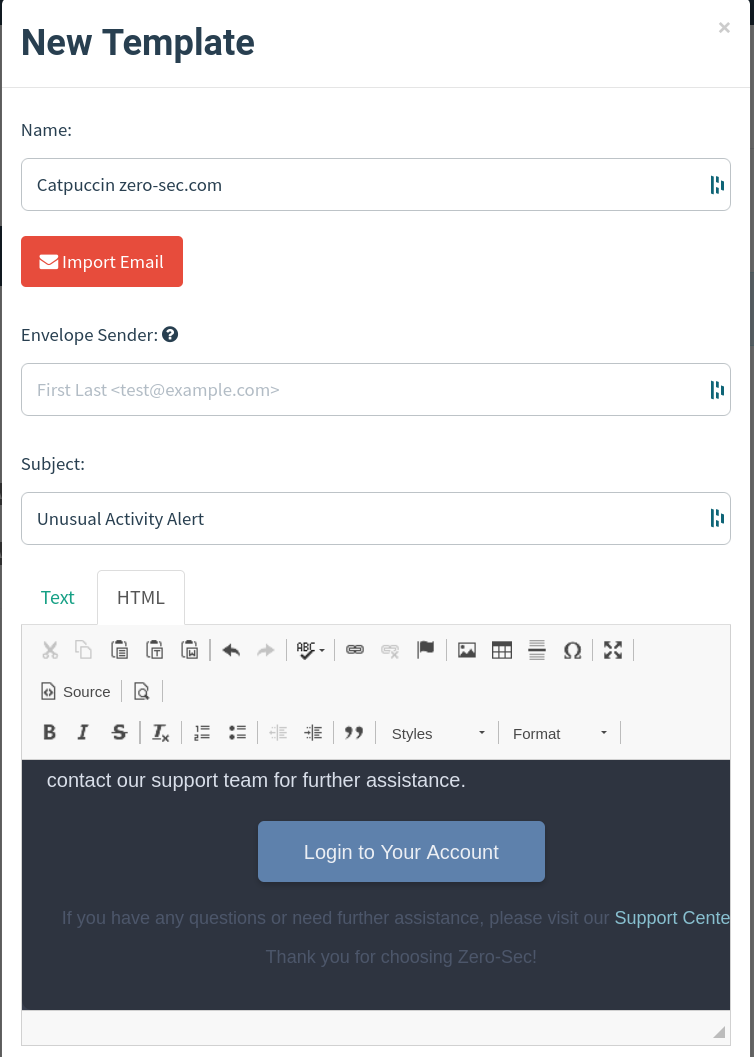 New Template
×
Name:
Catpuccin zero-sec.com
Import Email
Envelope Sender:
First Last <test@example.com>
Subject:
Unusual Activity Alert
Text HTML
ABC
Source
B I S Tx
Styles Format
contact our support team for further assistance.
Login to Your Account
If you have any questions or need further assistance, please visit our Support Cente
Thank you for choosing Zero-Sec!